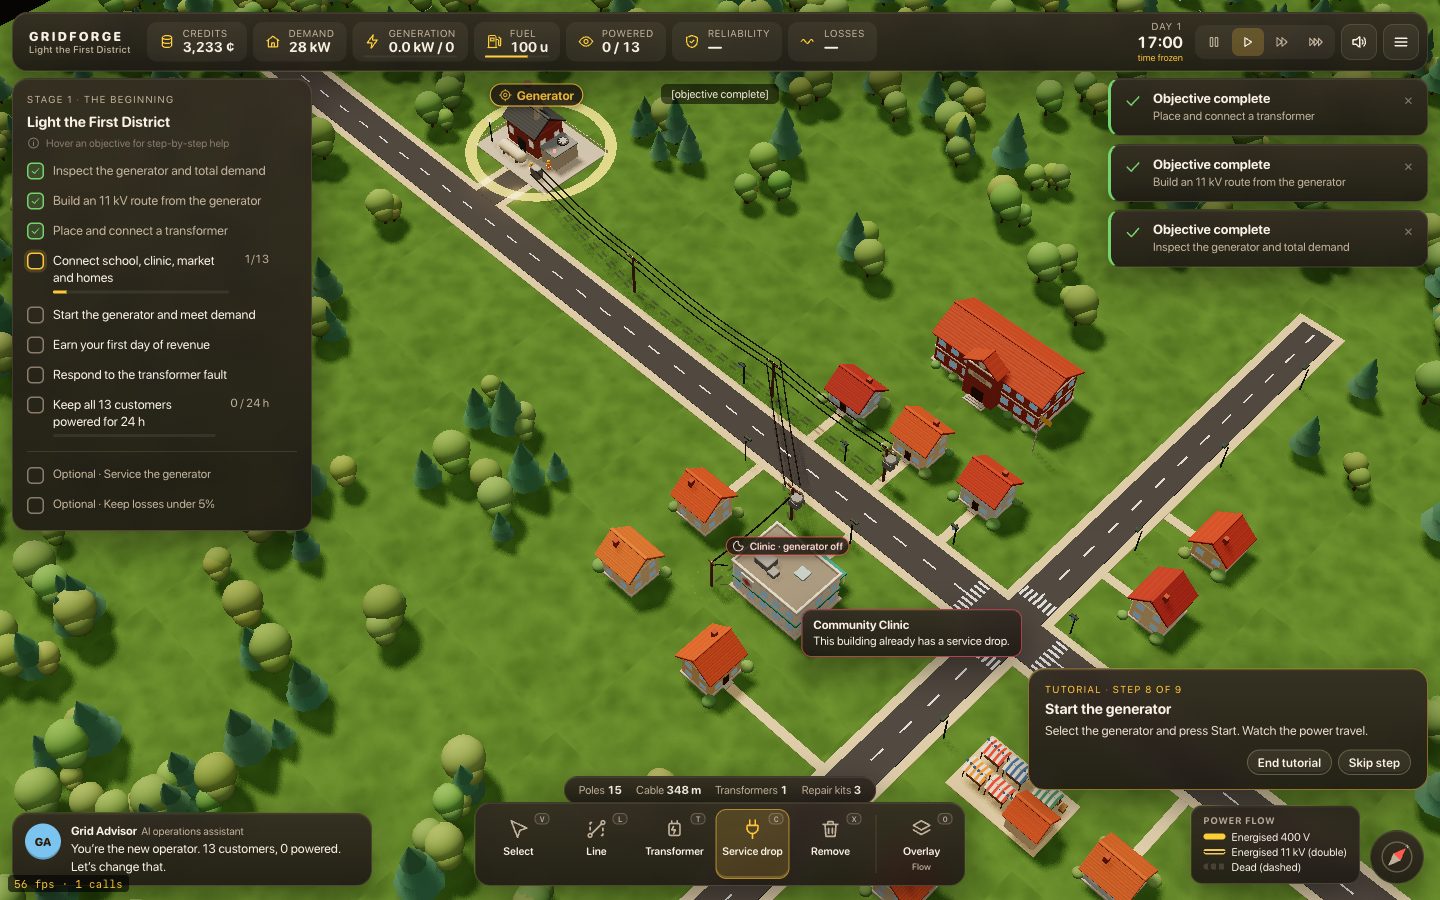 GRIDFORGE
Light the First District
CREDITS
3,233 ¢
DEMAND
28 kW
GENERATION
0.0 kW / 0
FUEL
100 u
POWERED
0 / 13
RELIABILITY
—
LOSSES
—
DAY 1
17:00
time frozen
STAGE 1 · THE BEGINNING
Light the First District
Hover an objective for step-by-step help
Inspect the generator and total demand
Build an 11 kV route from the generator
Place and connect a transformer
Connect school, clinic, market
and homes
1/13
Start the generator and meet demand
Earn your first day of revenue
Respond to the transformer fault
Keep all 13 customers
powered for 24 h
0 / 24 h
Optional · Service the generator
Optional · Keep losses under 5%
Generator
[objective complete]
Objective complete
Place and connect a transformer
Objective complete
Build an 11 kV route from the generator
Objective complete
Inspect the generator and total demand
Clinic · generator off
Community Clinic
This building already has a service drop.
TUTORIAL · STEP 8 OF 9
Start the generator
Select the generator and press Start. Watch the power travel.
End tutorial
Skip step
Poles 15 Cable 348 m Transformers 1 Repair kits 3
V
Select
L
Line
T
Transformer
C
Service drop
X
Remove
O
Overlay
Flow
GA
Grid Advisor AI operations assistant
You're the new operator. 13 customers, 0 powered.
Let's change that.
56 fps · 1 calls
POWER FLOW
Energised 400 V
Energised 11 kV (double)
Dead (dashed)